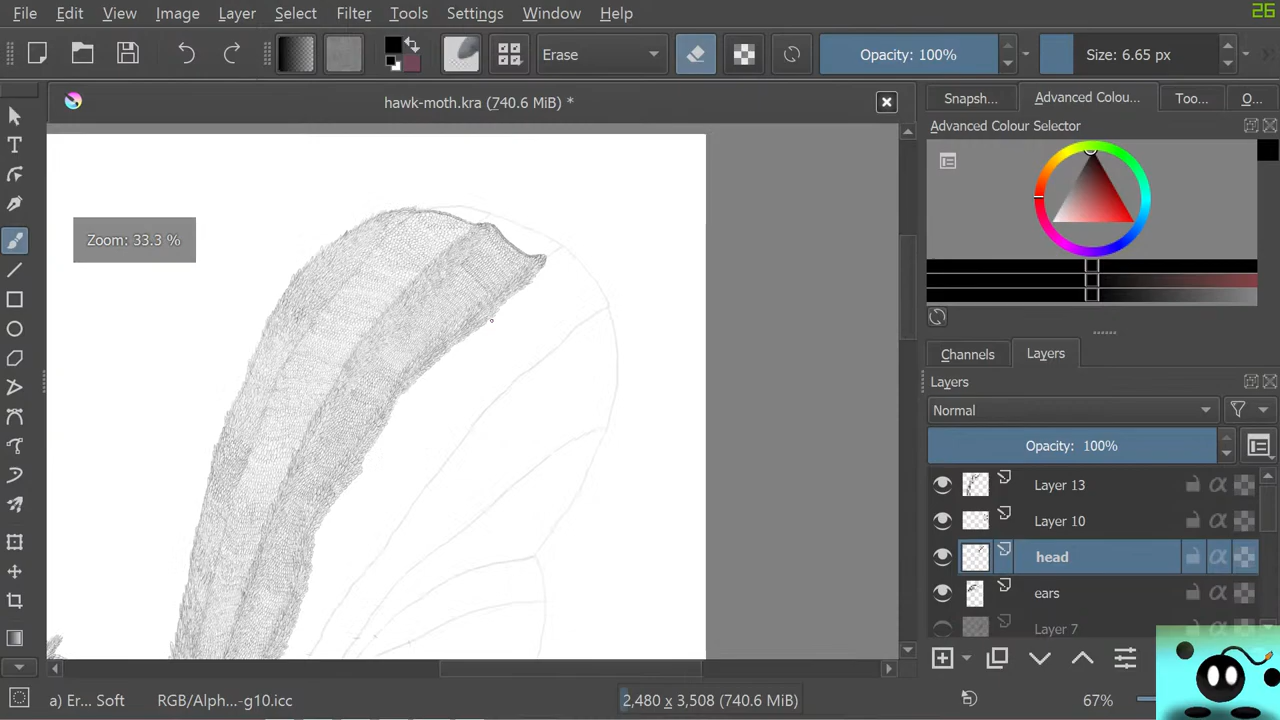 File Edit View Image Layer Select Filter Tools Settings Window Help
26
Erase
Opacity: 100%
Size: 6.65 px
hawk-moth.kra (740.6 MiB) *
Snapsh... Advanced Colou... Too... O...
Advanced Colour Selector
Zoom: 33.3 %
Channels Layers
Layers
Normal
Opacity: 100%
Layer 13
Layer 10
head
ears
Layer 7
a) Er... Soft
RGB/Alph...-g10.icc
2,480 x 3,508 (740.6 MiB)
67%